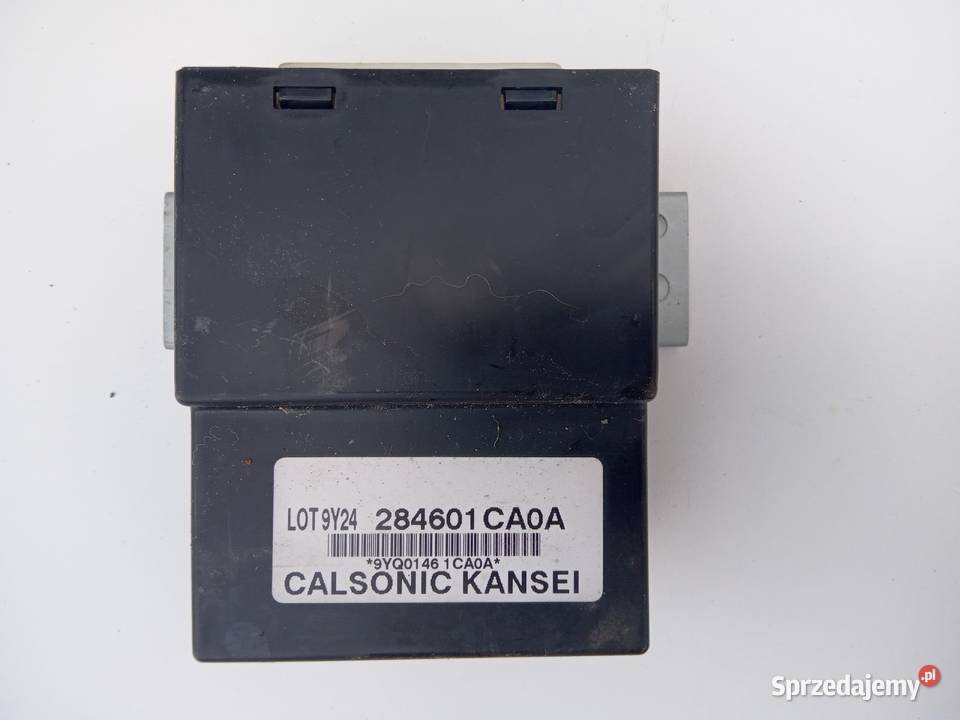 LOT 9Y24 284601CA0A
*9YQ0146 1CA0A*
CALSONIC KANSEI
Sprzedajemy.pl